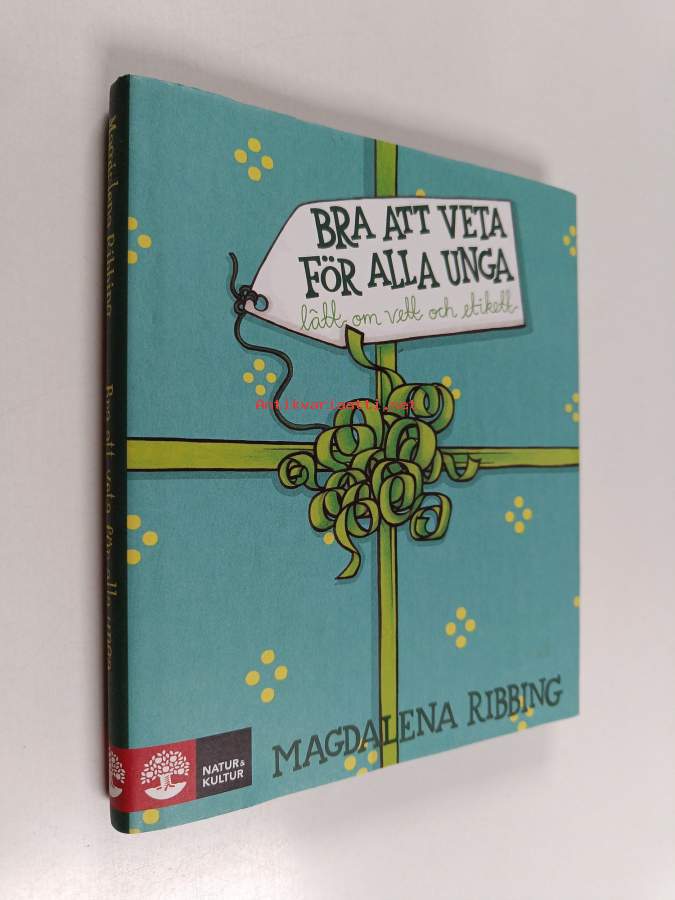 BRA ATT VETA
FÖR ALLA UNGA
lätt om vett och etikett
Antikvariaatti.net
MAGDALENA RIBBING
NATUR &
KULTUR
Magdalena Ribbing Bra att veta för alla unga